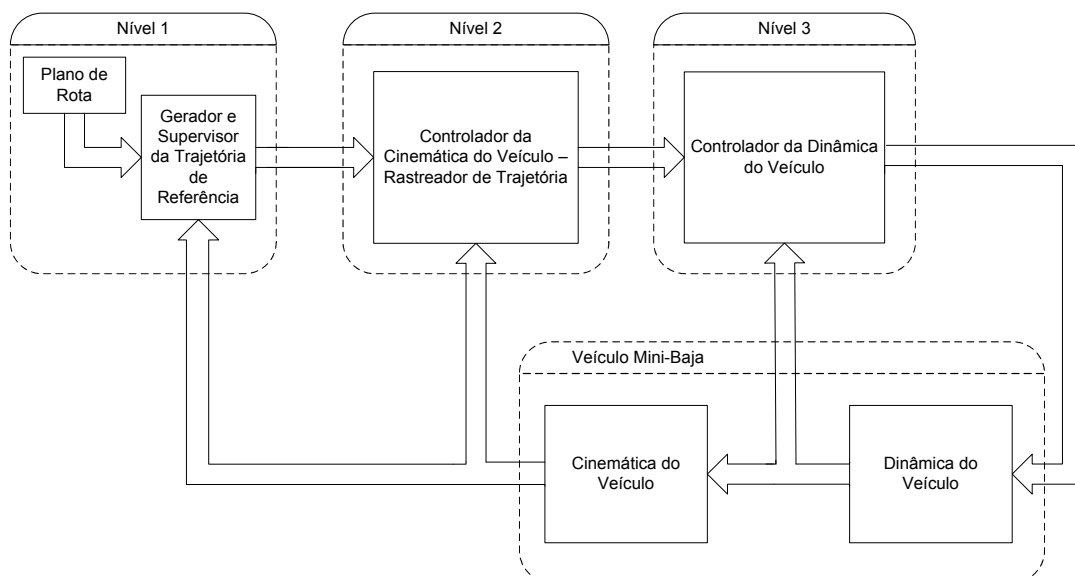 Nível 1
Nível 2
Nível 3
Plano de
Rota
Gerador e
Supervisor
da Trajetória
de
Referência
Controlador da
Cinemática do Veículo –
Rastreador de Trajetória
Controlador da Dinâmica
do Veículo
Veículo Mini-Baja
Cinemática do
Veículo
Dinâmica do
Veículo